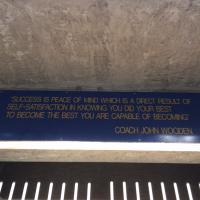 "SUCCESS IS PEACE OF MIND WHICH IS A DIRECT RESULT OF
SELF-SATISFACTION IN KNOWING YOU DID YOUR BEST
TO BECOME THE BEST YOU ARE CAPABLE OF BECOMING"
COACH JOHN WOODEN